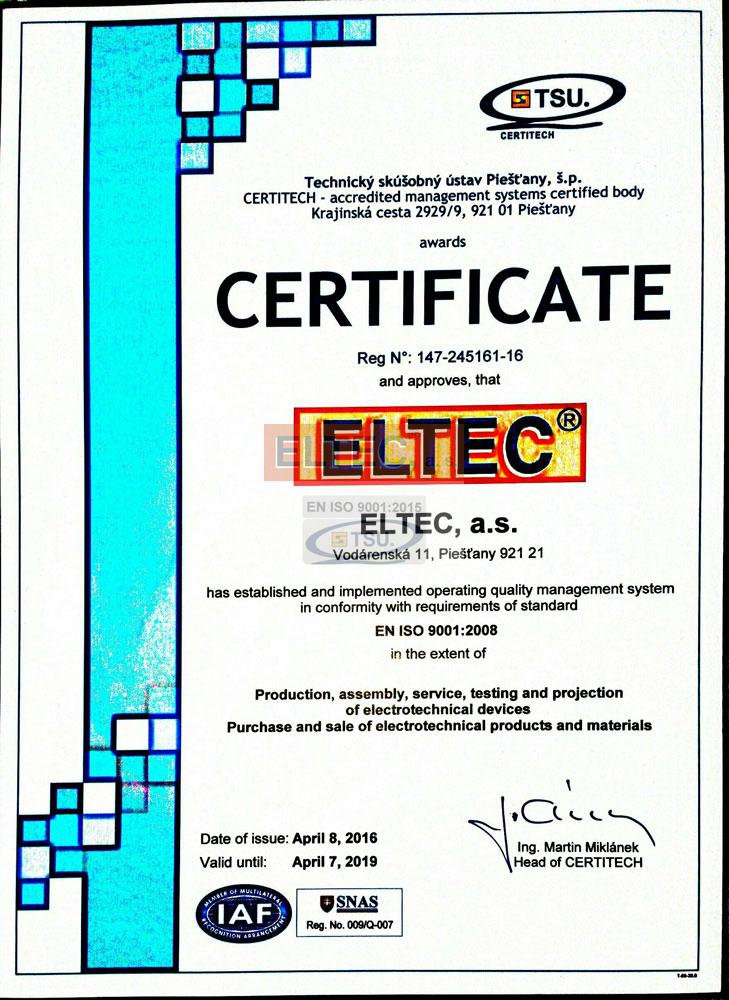 TSU.
CERTITECH
Technický skúšobný ústav Piešťany, š.p.
CERTITECH - accredited management systems certified body
Krajinská cesta 2929/9, 921 01 Piešťany
awards
CERTIFICATE
Reg N°: 147-245161-16
and approves, that
ELTEC®
EN ISO 9001:2015
ELTEC, a.s.
TSU.
Vodárenská 11, Piešťany 921 21
has established and implemented operating quality management system
in conformity with requirements of standard
EN ISO 9001:2008
in the extent of
Production, assembly, service, testing and projection
of electrotechnical devices
Purchase and sale of electrotechnical products and materials
Date of issue: April 8, 2016
Valid until: April 7, 2019
Ing. Martin Miklánek
Head of CERTITECH
MEMBER OF MULTILATERAL
IAF
RECOGNITION ARRANGEMENT
SNAS
Reg. No. 009/Q-007